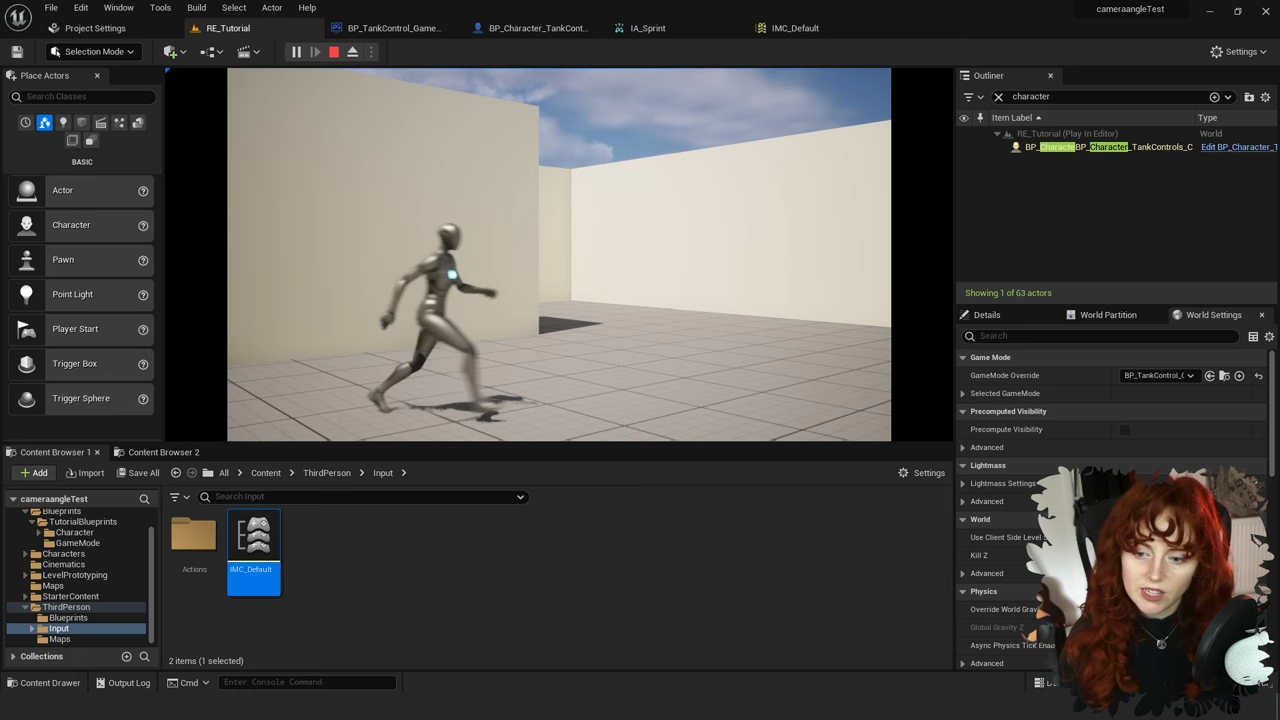 File Edit Window Tools Build Select Actor Help
cameraangleTest
Project Settings
RE_Tutorial
BP_TankControl_Game...
BP_Character_TankCont...
IA_Sprint
IMC_Default
Selection Mode
Settings
Place Actors
Search Classes
BASIC
Actor
Character
Pawn
Point Light
Player Start
Trigger Box
Trigger Sphere
Outliner
character
Item Label
Type
RE_Tutorial (Play In Editor)
World
BP_CharacteBP_Character_TankControls_C
Edit BP_Character_T
Showing 1 of 63 actors
Details
World Partition
World Settings
Search
Game Mode
GameMode Override
BP_TankControl_G
Selected GameMode
Precomputed Visibility
Precompute Visibility
Advanced
Lightmass
Lightmass Settings
Advanced
World
Use Client Side Level S
Kill Z
Advanced
Physics
Override World Grav
Global Gravity Z
Async Physics Tick Ena
Advanced
Content Browser 1
Content Browser 2
Add
Import
Save All
All
Content
ThirdPerson
Input
Settings
cameraangleTest
Search Input
Blueprints
TutorialBlueprints
Character
GameMode
Characters
Cinematics
LevelPrototyping
Maps
StarterContent
ThirdPerson
Blueprints
Input
Maps
Collections
Actions
IMC_Default
2 items (1 selected)
Content Drawer
Output Log
Cmd
Enter Console Command